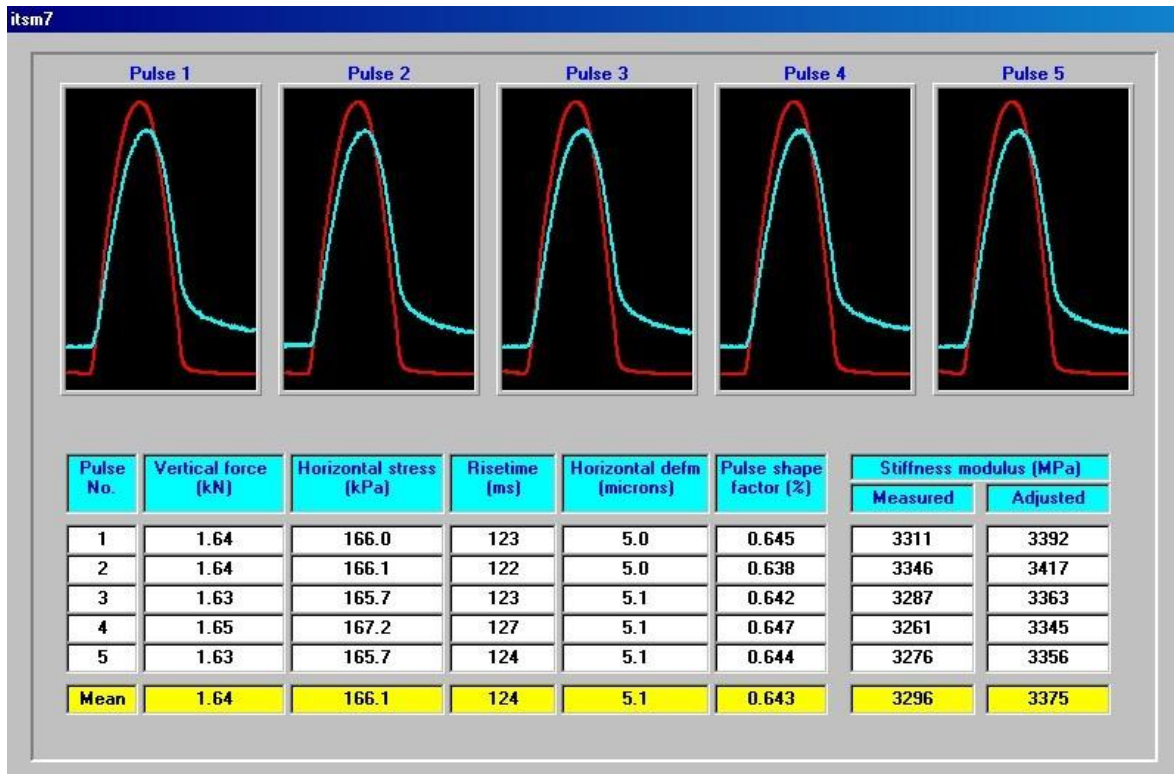 itsm7
Pulse 1 Pulse 2 Pulse 3 Pulse 4 Pulse 5
Pulse No. Vertical force (kN) Horizontal stress (kPa) Risetime (ms) Horizontal defm (microns) Pulse shape factor (%) Stiffness modulus (MPa)
Measured Adjusted
1 1.64 166.0 123 5.0 0.645 3311 3392
2 1.64 166.1 122 5.0 0.638 3346 3417
3 1.63 165.7 123 5.1 0.642 3287 3363
4 1.65 167.2 127 5.1 0.647 3261 3345
5 1.63 165.7 124 5.1 0.644 3276 3356
Mean 1.64 166.1 124 5.1 0.643 3296 3375